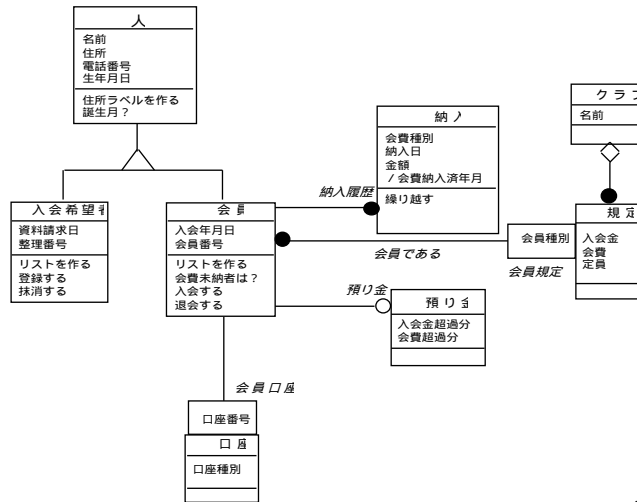 人
名前
住所
電話番号
生年月日
住所ラベルを作る
誕生月？
納入
会費種別
納入日
金額
/会費納入済年月
繰り越す
クラブ
名前
入会希望者
資料請求日
整理番号
リストを作る
登録する
抹消する
会員
入会年月日
会員番号
リストを作る
会費未納者は？
入会する
退会する
納入履歴
会員である
会員種別
会員規定
規定
入会金
会費
定員
預り金
預り金
入会金超過分
会費超過分
会員口座
口座番号
口座
口座種別